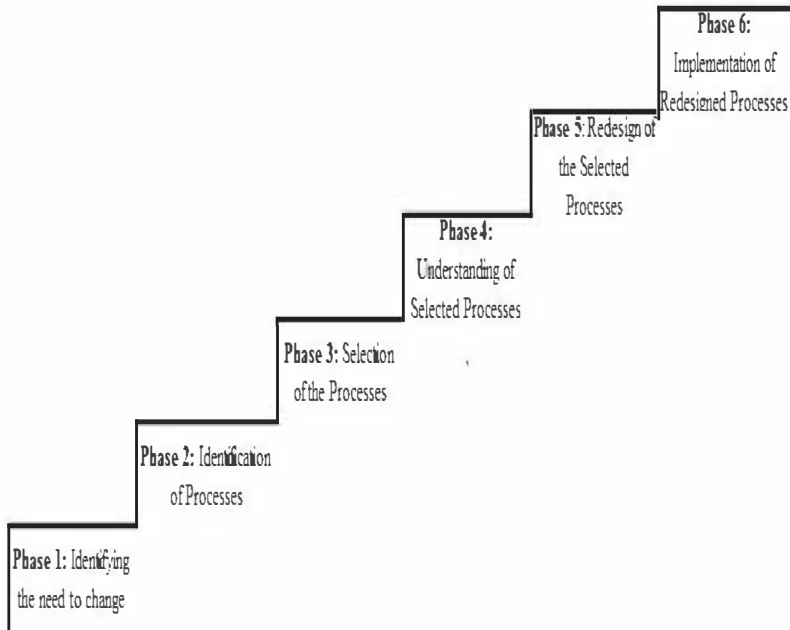 Phase 6:
Implementation of
Redesigned Processes
Phase 5: Redesign of
the Selected
Processes
Phase 4:
Understanding of
Selected Processes
Phase 3: Selection
of the Processes
Phase 2: Identification
of Processes
Phase 1: Identifying
the need to change